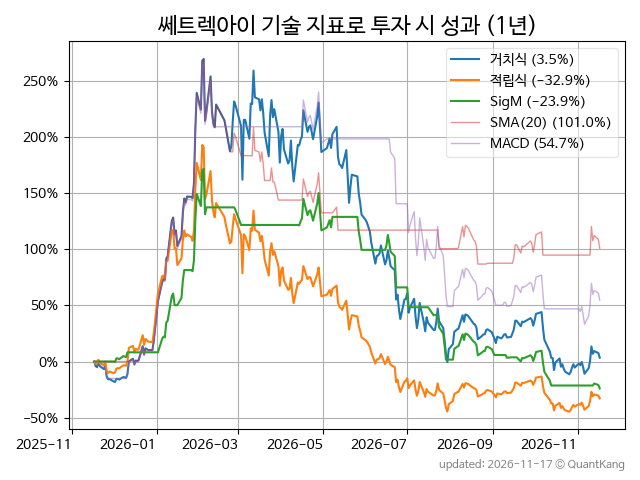 쎄트렉아이 기술 지표로 투자 시 성과 (1년)
거치식 (3.5%)
적립식 (−32.9%)
SigM (−23.9%)
SMA(20) (101.0%)
MACD (54.7%)
250%
200%
150%
100%
50%
0%
−50%
2025-11
2026-01
2026-03
2026-05
2026-07
2026-09
2026-11
updated: 2026-11-17 © QuantKang